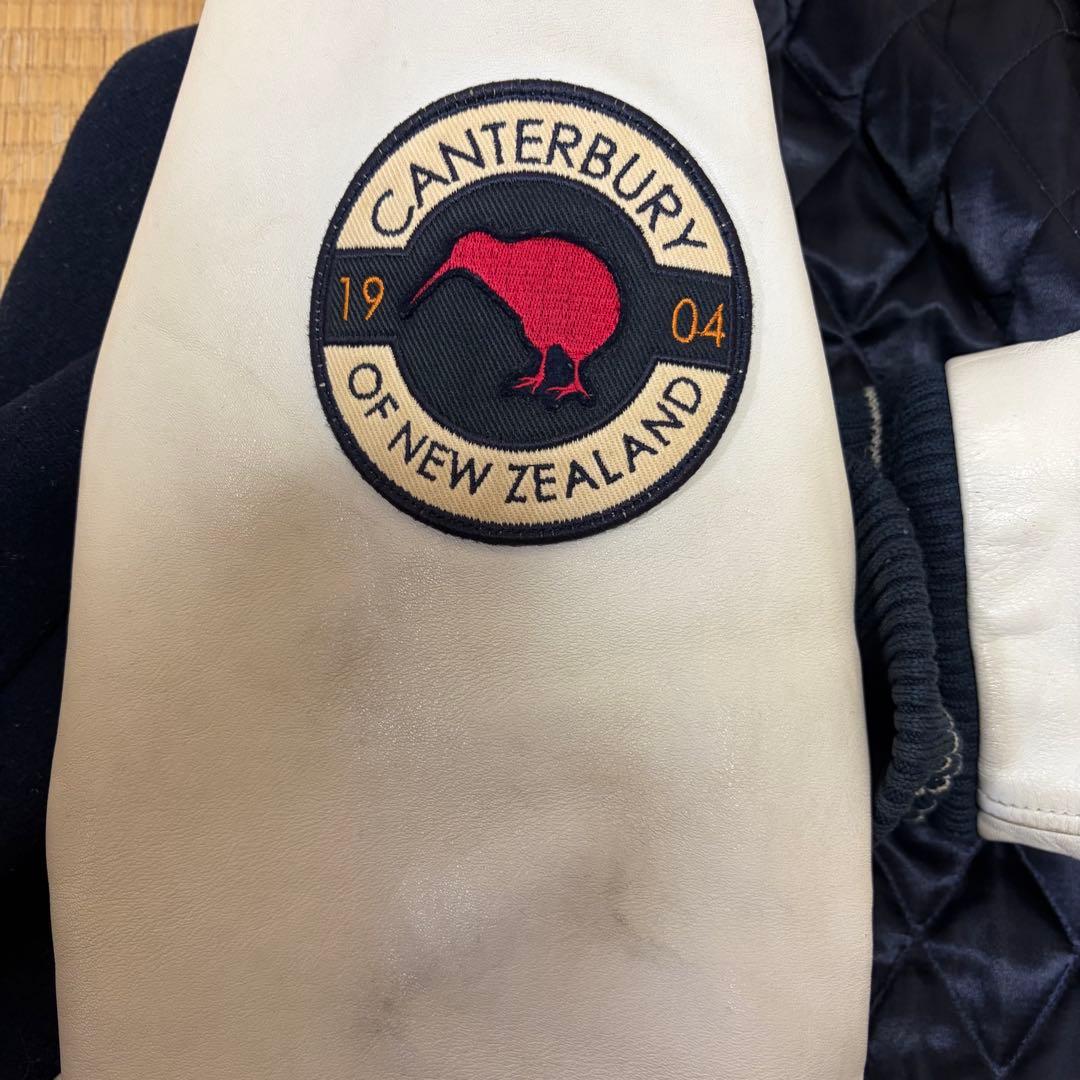 CANTERBURY
19 04
OF NEW ZEALAND